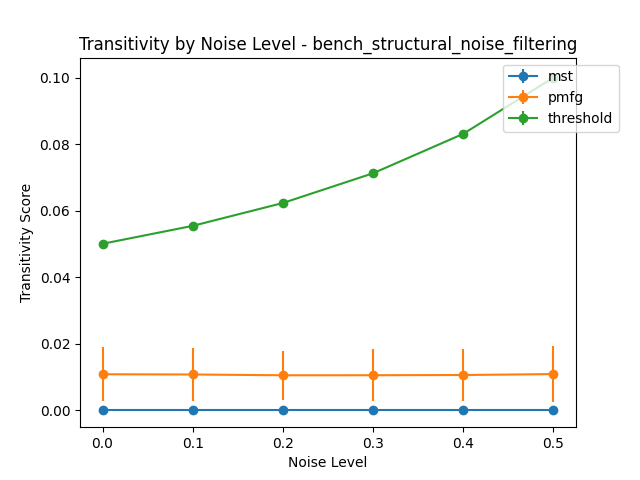 Transitivity by Noise Level - bench_structural_noise_filtering
mst
pmfg
threshold
Transitivity Score
0.10
0.08
0.06
0.04
0.02
0.00
0.0 0.1 0.2 0.3 0.4 0.5
Noise Level